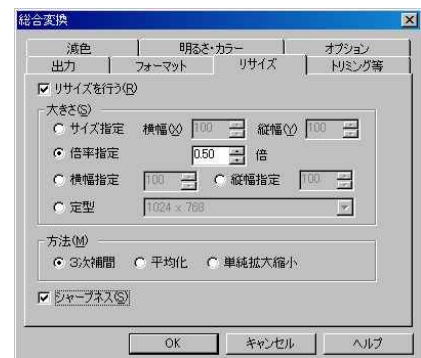 総合変換
減色 明るさ・カラー オプション
出力 フォーマット リサイズ トリミング等
リサイズを行う(R)
大きさ(S)
サイズ指定 横幅(X) 100 縦幅(Y) 100
倍率指定 0.50 倍
横幅指定 100 縦幅指定 100
定型 1024 x 768
方法(M)
3次補間 平均化 単純拡大縮小
シャープネス(S)
OK キャンセル ヘルプ